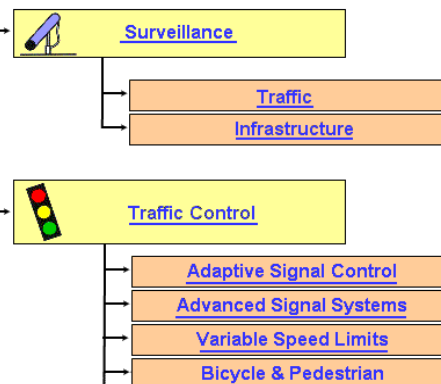 Surveillance
Traffic
Infrastructure
Traffic Control
Adaptive Signal Control
Advanced Signal Systems
Variable Speed Limits
Bicycle & Pedestrian